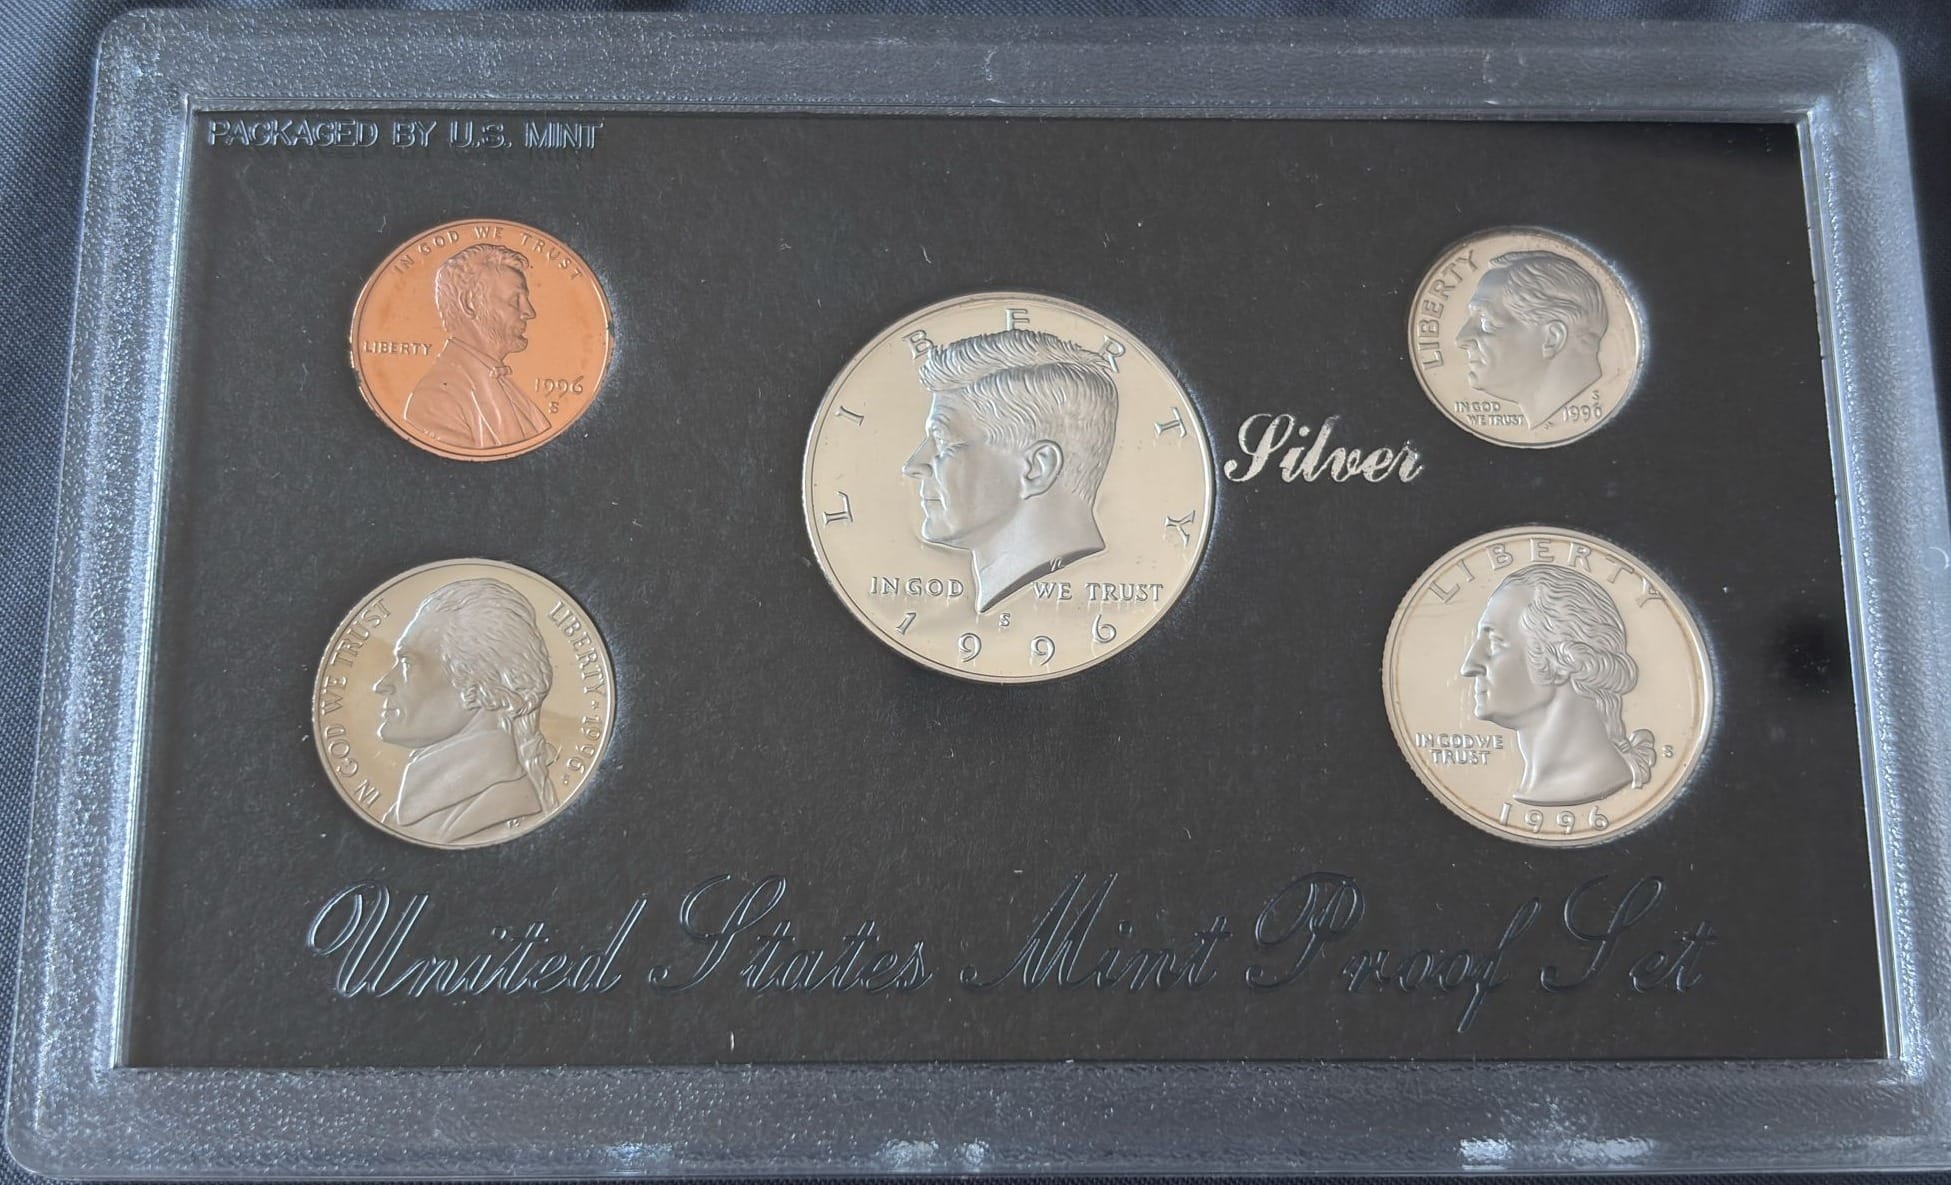 PACKAGED BY U.S. MINT
IN GOD WE TRUST
LIBERTY
1996
S
LIBERTY
IN GOD WE TRUST
1996
S
Silver
LIBERTY
IN GOD
WE TRUST
S
1996
IN GOD WE TRUST
LIBERTY * 1996
S
LIBERTY
IN GOD WE
TRUST
S
1996
United States Mint Proof Set